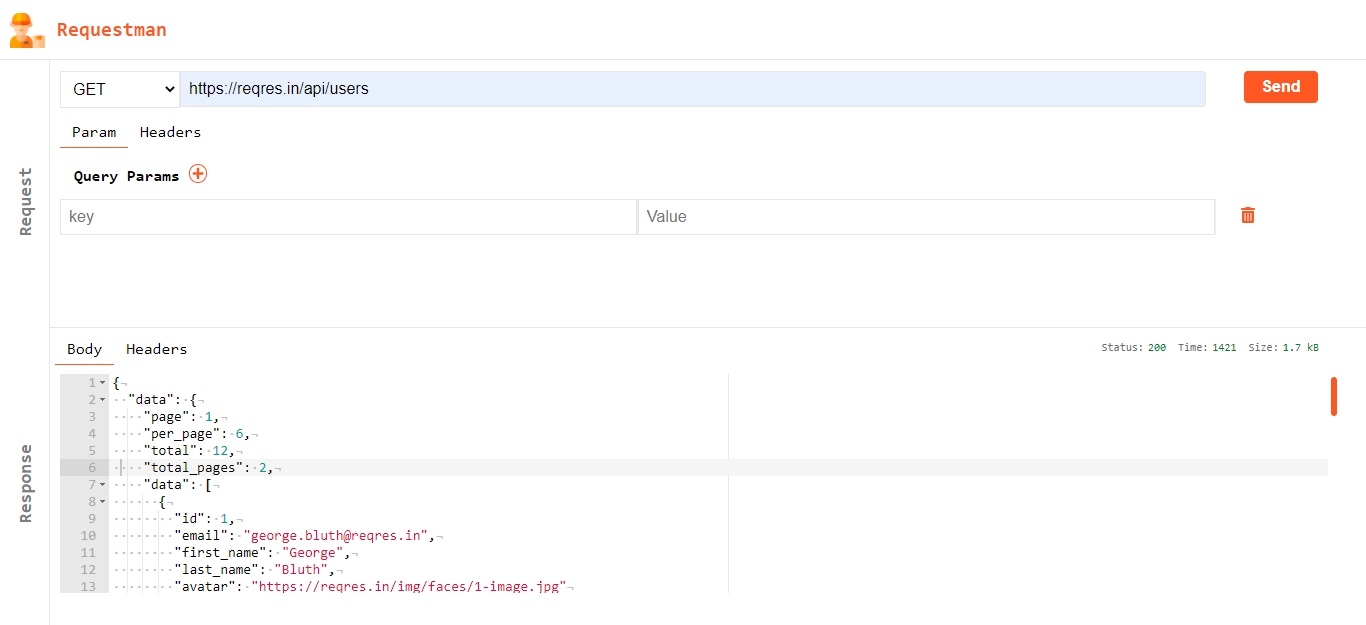 Requestman
GET https://reqres.in/api/users Send
Param Headers
Request
Query Params
key Value
Body Headers Status: 200 Time: 1421 Size: 1.7 kB
Response
1 {¬
2 ··"data":·{¬
3 ····"page":·1,¬
4 ····"per_page":·6,¬
5 ····"total":·12,¬
6 ····"total_pages":·2,¬
7 ····"data":·[¬
8 ······{¬
9 ········"id":·1,¬
10 ········"email":·"george.bluth@reqres.in",¬
11 ········"first_name":·"George",¬
12 ········"last_name":·"Bluth",¬
13 ········"avatar":·"https://reqres.in/img/faces/1-image.jpg"¬